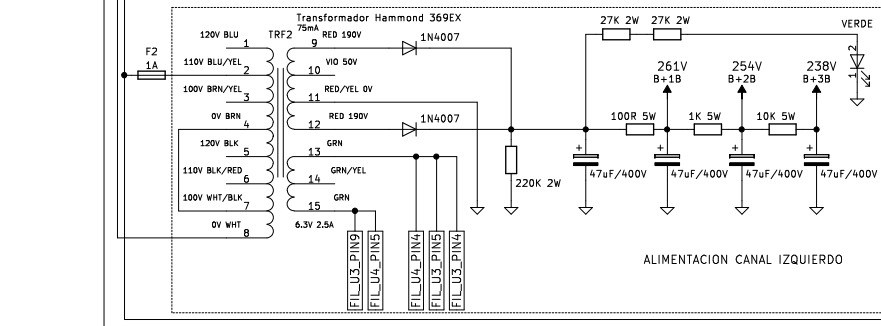 Transformador Hammond 369EX
75mA
27K 2W
27K 2W
VERDE
120V BLU
1
TRF2
9
RED 190V
1N4007
2
1
F2
1A
110V BLU/YEL
2
10
VIO 50V
261V
B+1B
254V
B+2B
238V
B+3B
100V BRN/YEL
3
11
RED/YEL 0V
0V BRN
4
12
RED 190V
1N4007
100R 5W
1K 5W
10K 5W
120V BLK
5
13
GRN
+
+
+
+
110V BLK/RED
6
14
GRN/YEL
220K 2W
47uF/400V
47uF/400V
47uF/400V
47uF/400V
100V WHT/BLK
7
15
GRN
0V WHT
8
6.3V 2.5A
FIL_U3_PIN9
FIL_U4_PIN5
FIL_U4_PIN4
FIL_U3_PIN5
FIL_U3_PIN4
ALIMENTACION CANAL IZQUIERDO